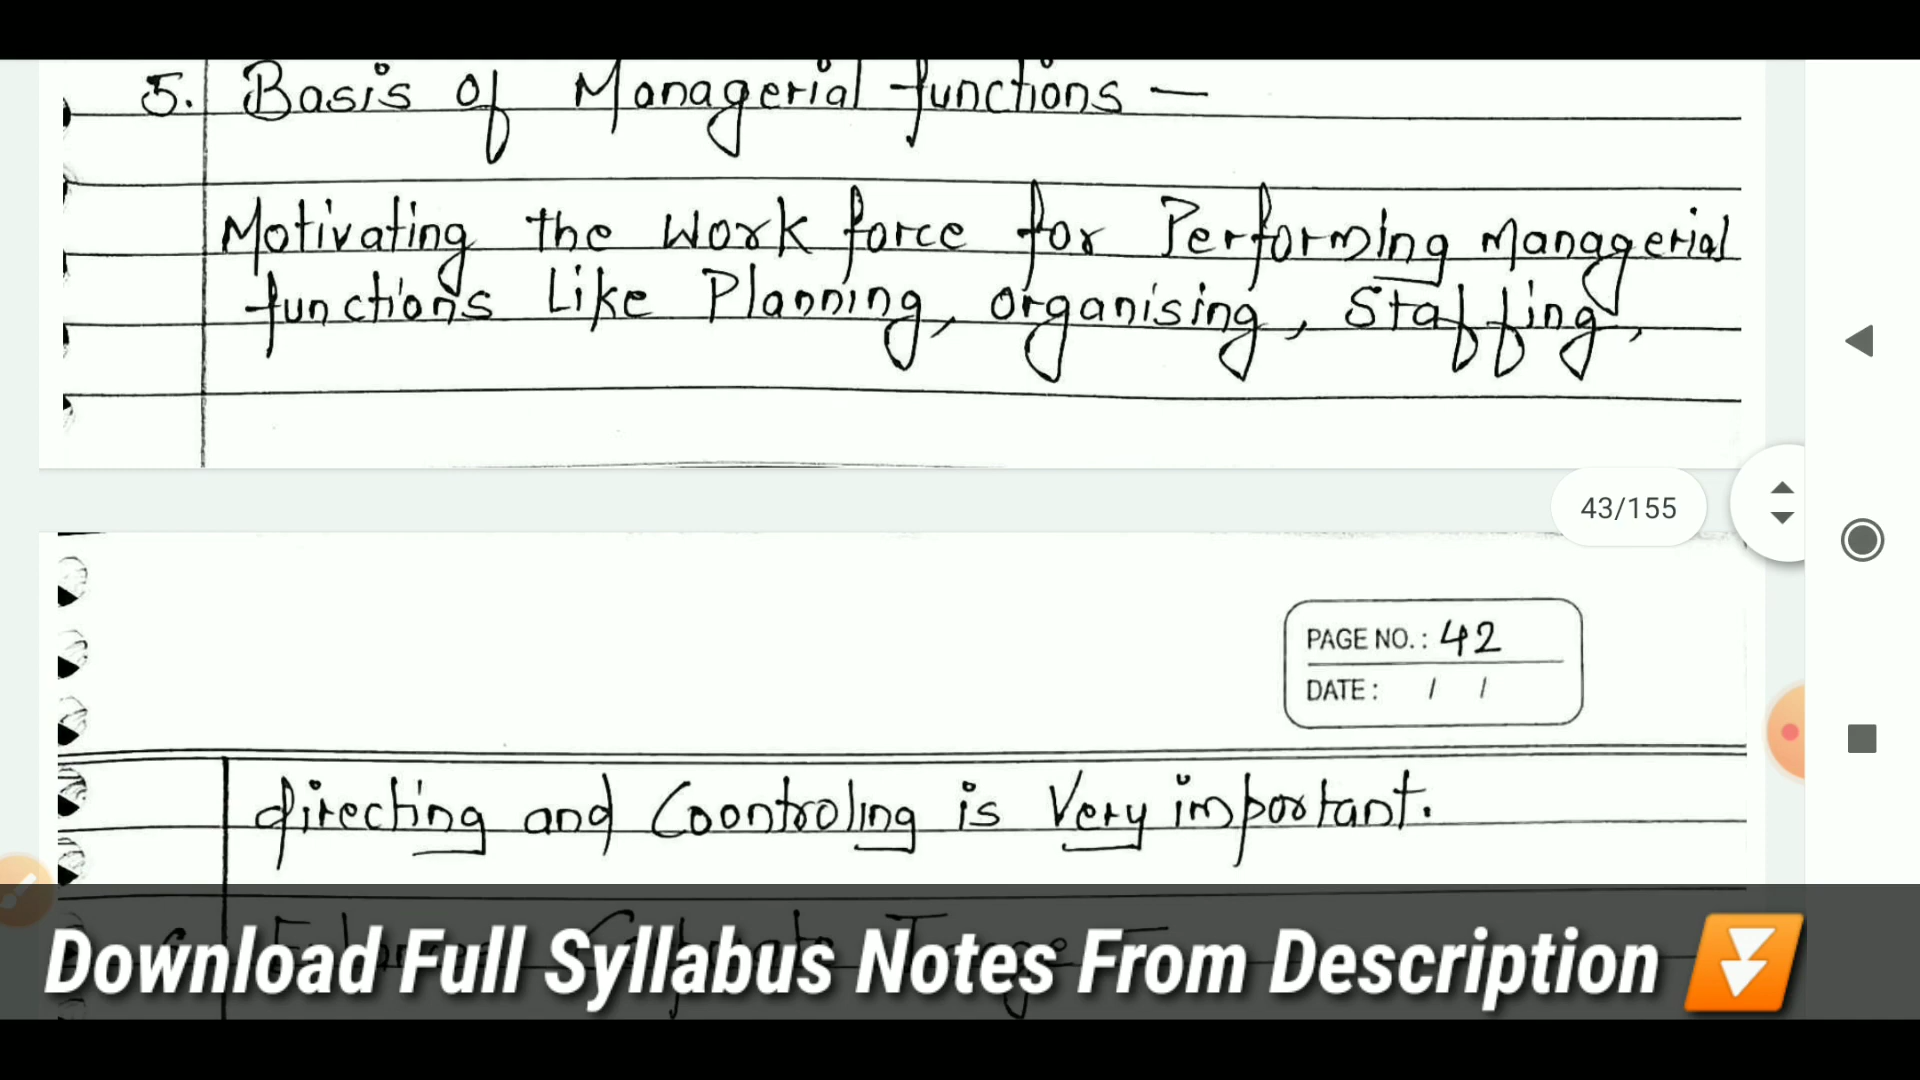 5. Basis of Managerial functions —
Motivating the Work force for Performing Managerial
functions Like Planning, organising, Staffing,
43/155
PAGE NO.: 42
DATE: / /
directing and Coontroling is Very important.
Download Full Syllabus Notes From Description